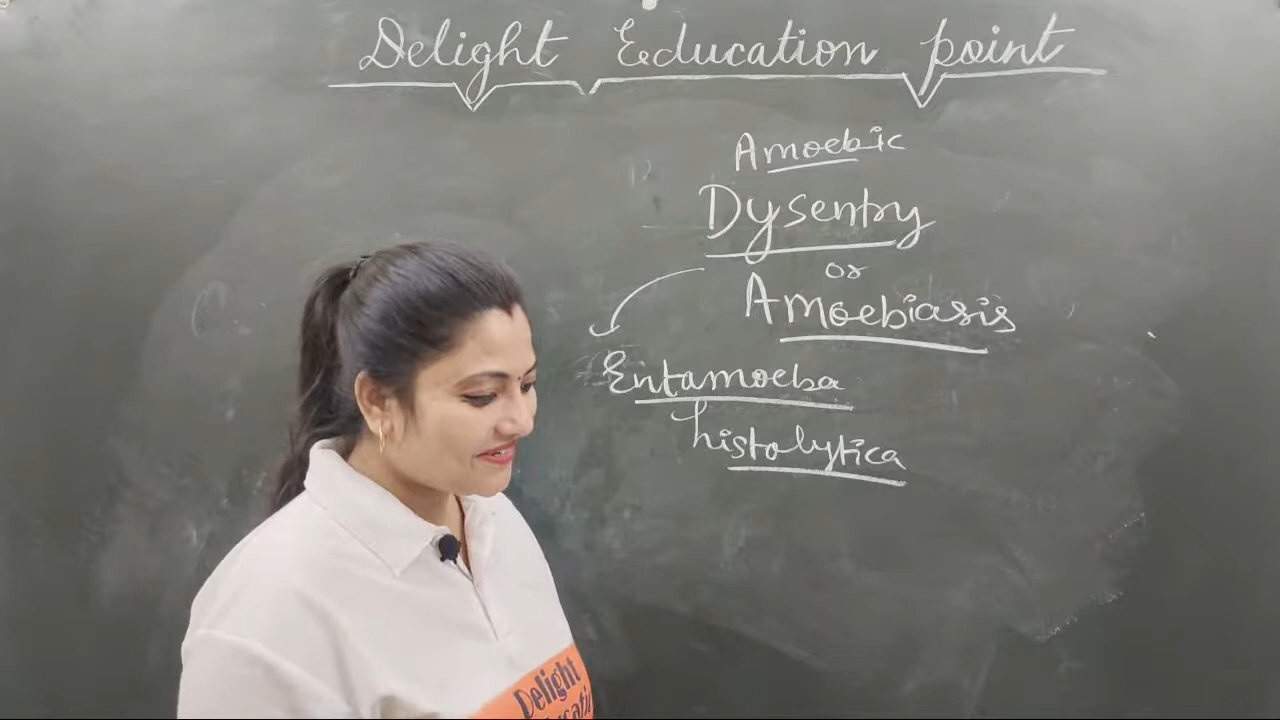 Delight Education point
Amoebic
Dysentry
or
Amoebiasis
Entamoeba
histolytica
Delight